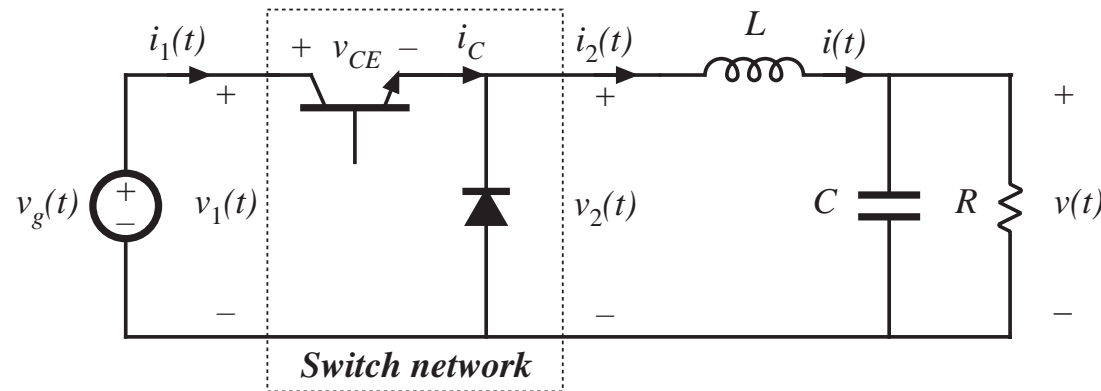 i1(t)
+ vCE −
iC
i2(t)
L
i(t)
+
+
+
vg(t)
+
−
v1(t)
v2(t)
C
R
v(t)
−
−
−
Switch network